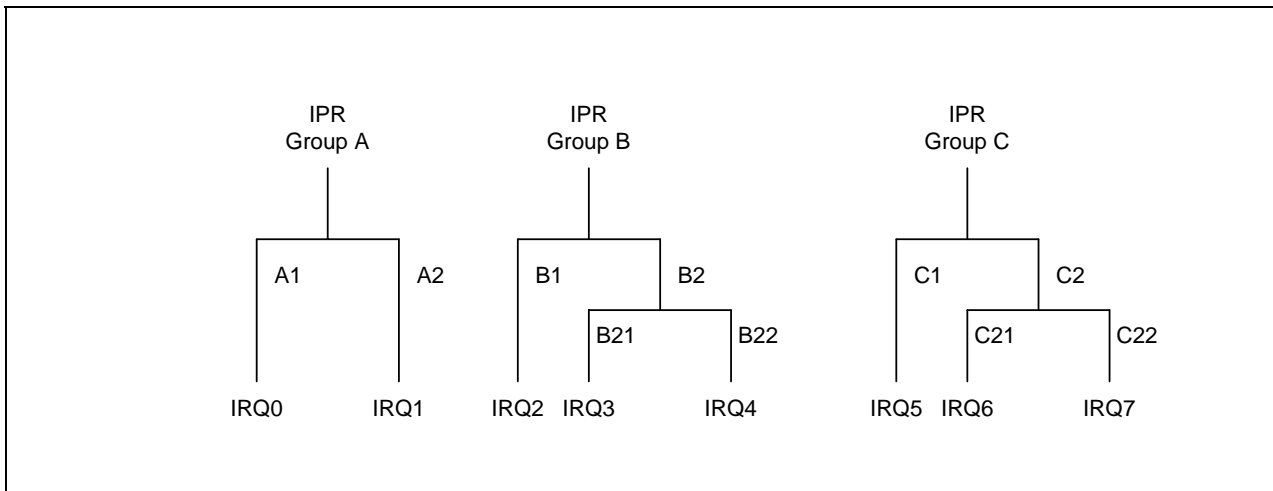 IPR
Group A
IPR
Group B
IPR
Group C
A1
A2
B1
B2
C1
C2
B21
B22
C21
C22
IRQ0
IRQ1
IRQ2
IRQ3
IRQ4
IRQ5
IRQ6
IRQ7